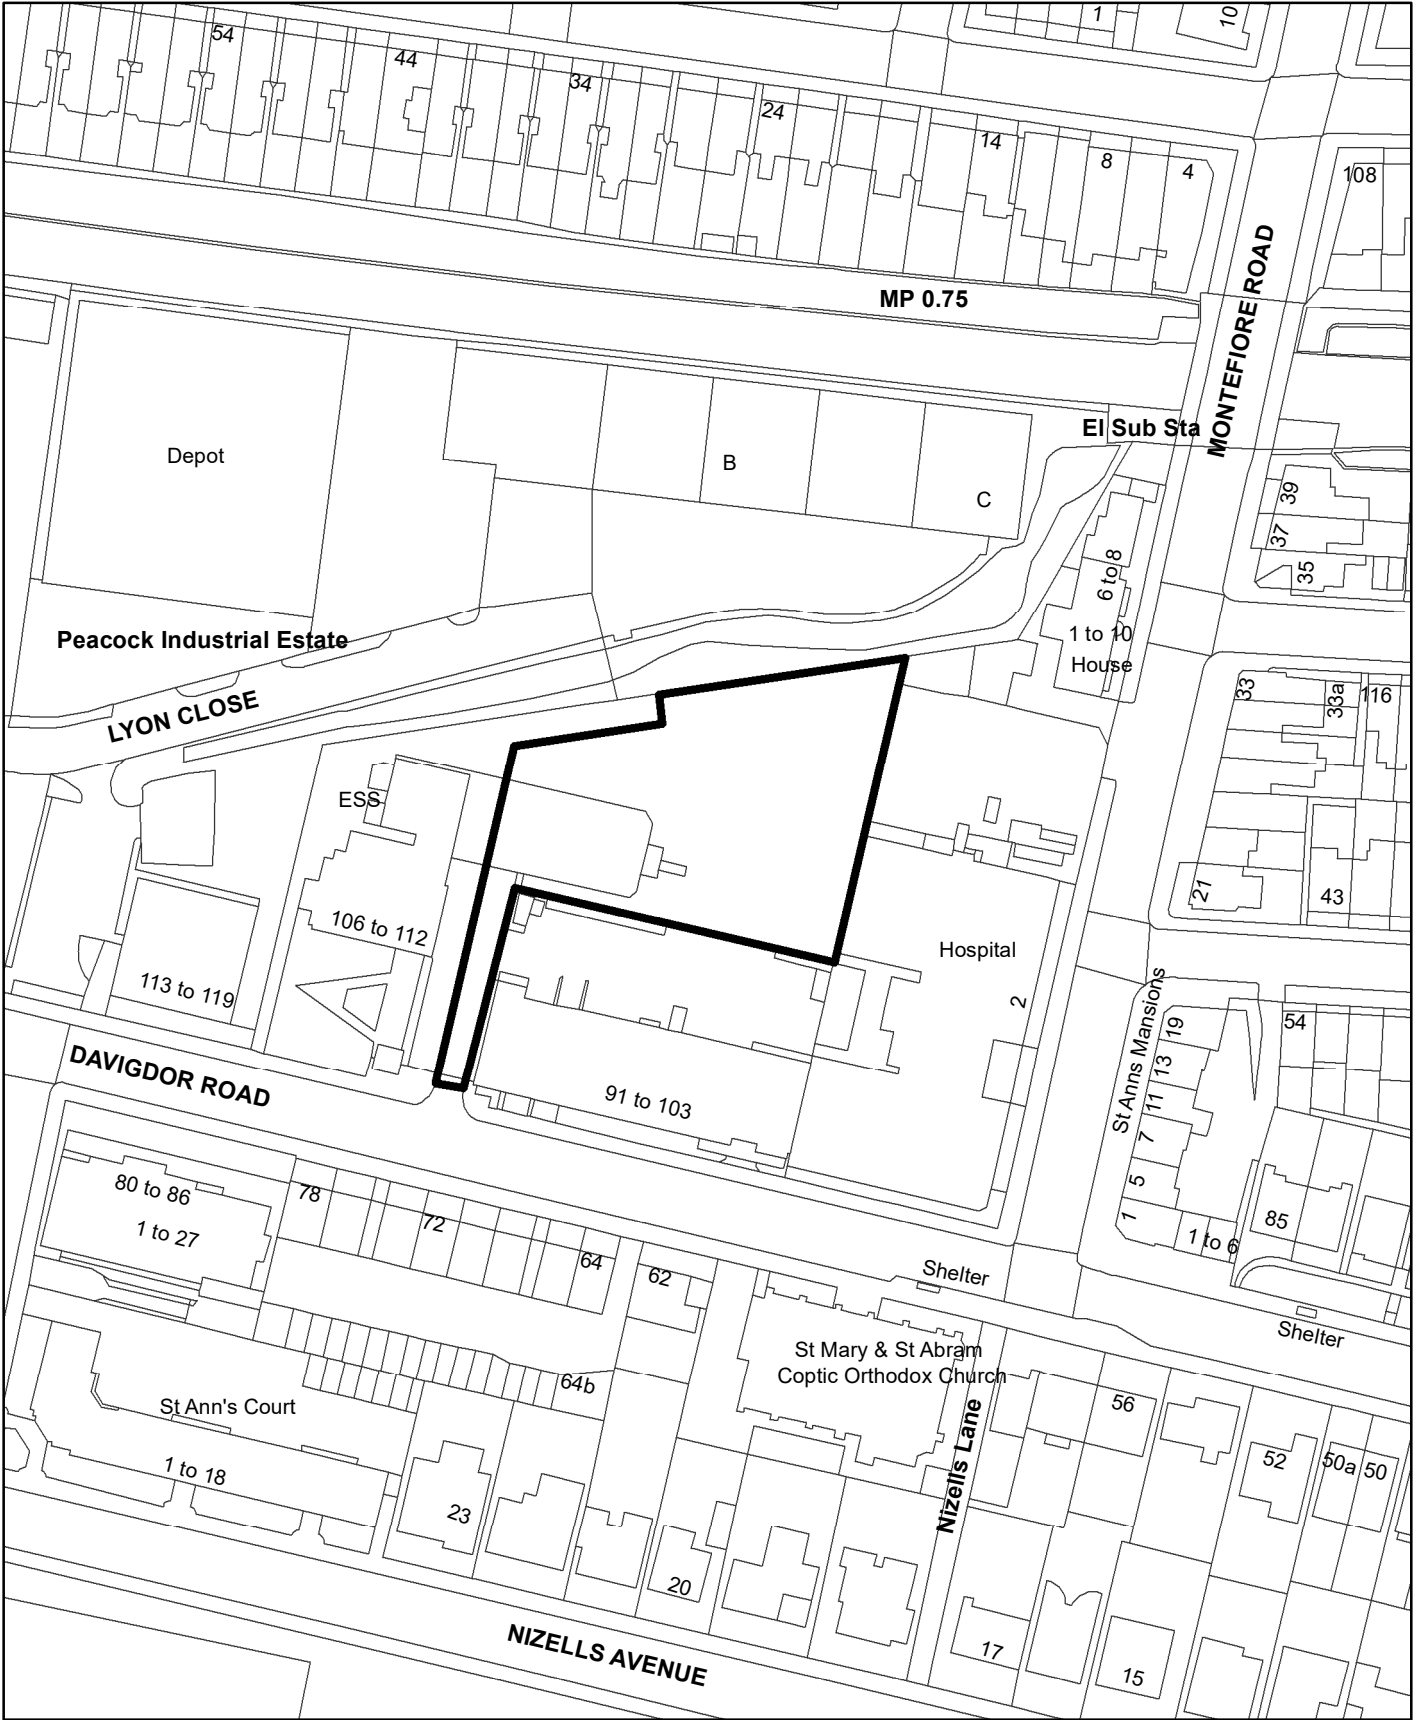 1
10
54
44
34
24
14
8
4
108
MP 0.75
MONTEFIORE ROAD
El Sub Sta
Depot
B
C
39
37
35
6 to 8
1 to 10
House
Peacock Industrial Estate
LYON CLOSE
33
33a
116
ESS
21
43
106 to 112
Hospital
113 to 119
2
St Anns Mansions
19
54
13
11
DAVIGDOR ROAD
91 to 103
7
5
1
80 to 86
1 to 27
78
72
64
62
85
1 to 6
Shelter
Shelter
St Mary & St Abram
Coptic Orthodox Church
64b
St Ann's Court
56
Nizells Lane
1 to 18
52
50a
50
23
20
NIZELLS AVENUE
17
15